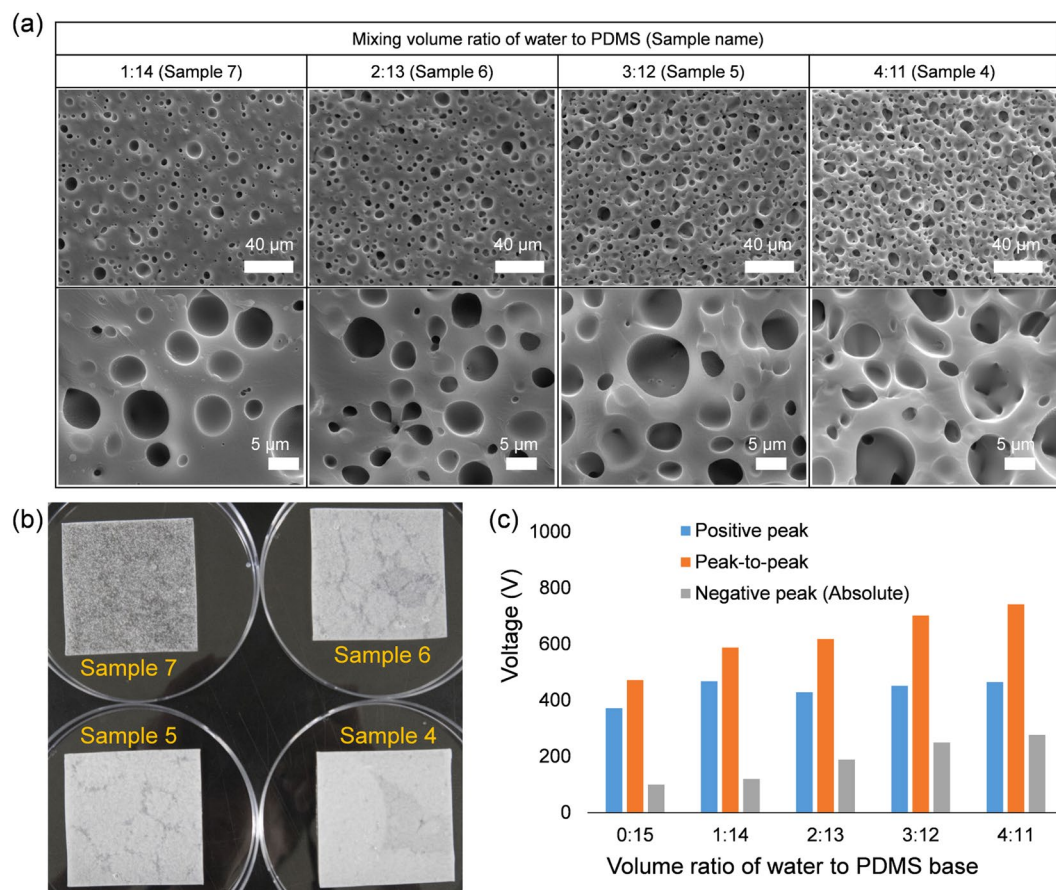 (a)
Mixing volume ratio of water to PDMS (Sample name)
1:14 (Sample 7)
2:13 (Sample 6)
3:12 (Sample 5)
4:11 (Sample 4)
40 µm
40 µm
40 µm
40 µm
5 µm
5 µm
5 µm
5 µm
(b)
Sample 7
Sample 6
Sample 5
Sample 4
(c)
Positive peak
Peak-to-peak
Negative peak (Absolute)
Voltage (V)
1000
800
600
400
200
0
0:15
1:14
2:13
3:12
4:11
Volume ratio of water to PDMS base